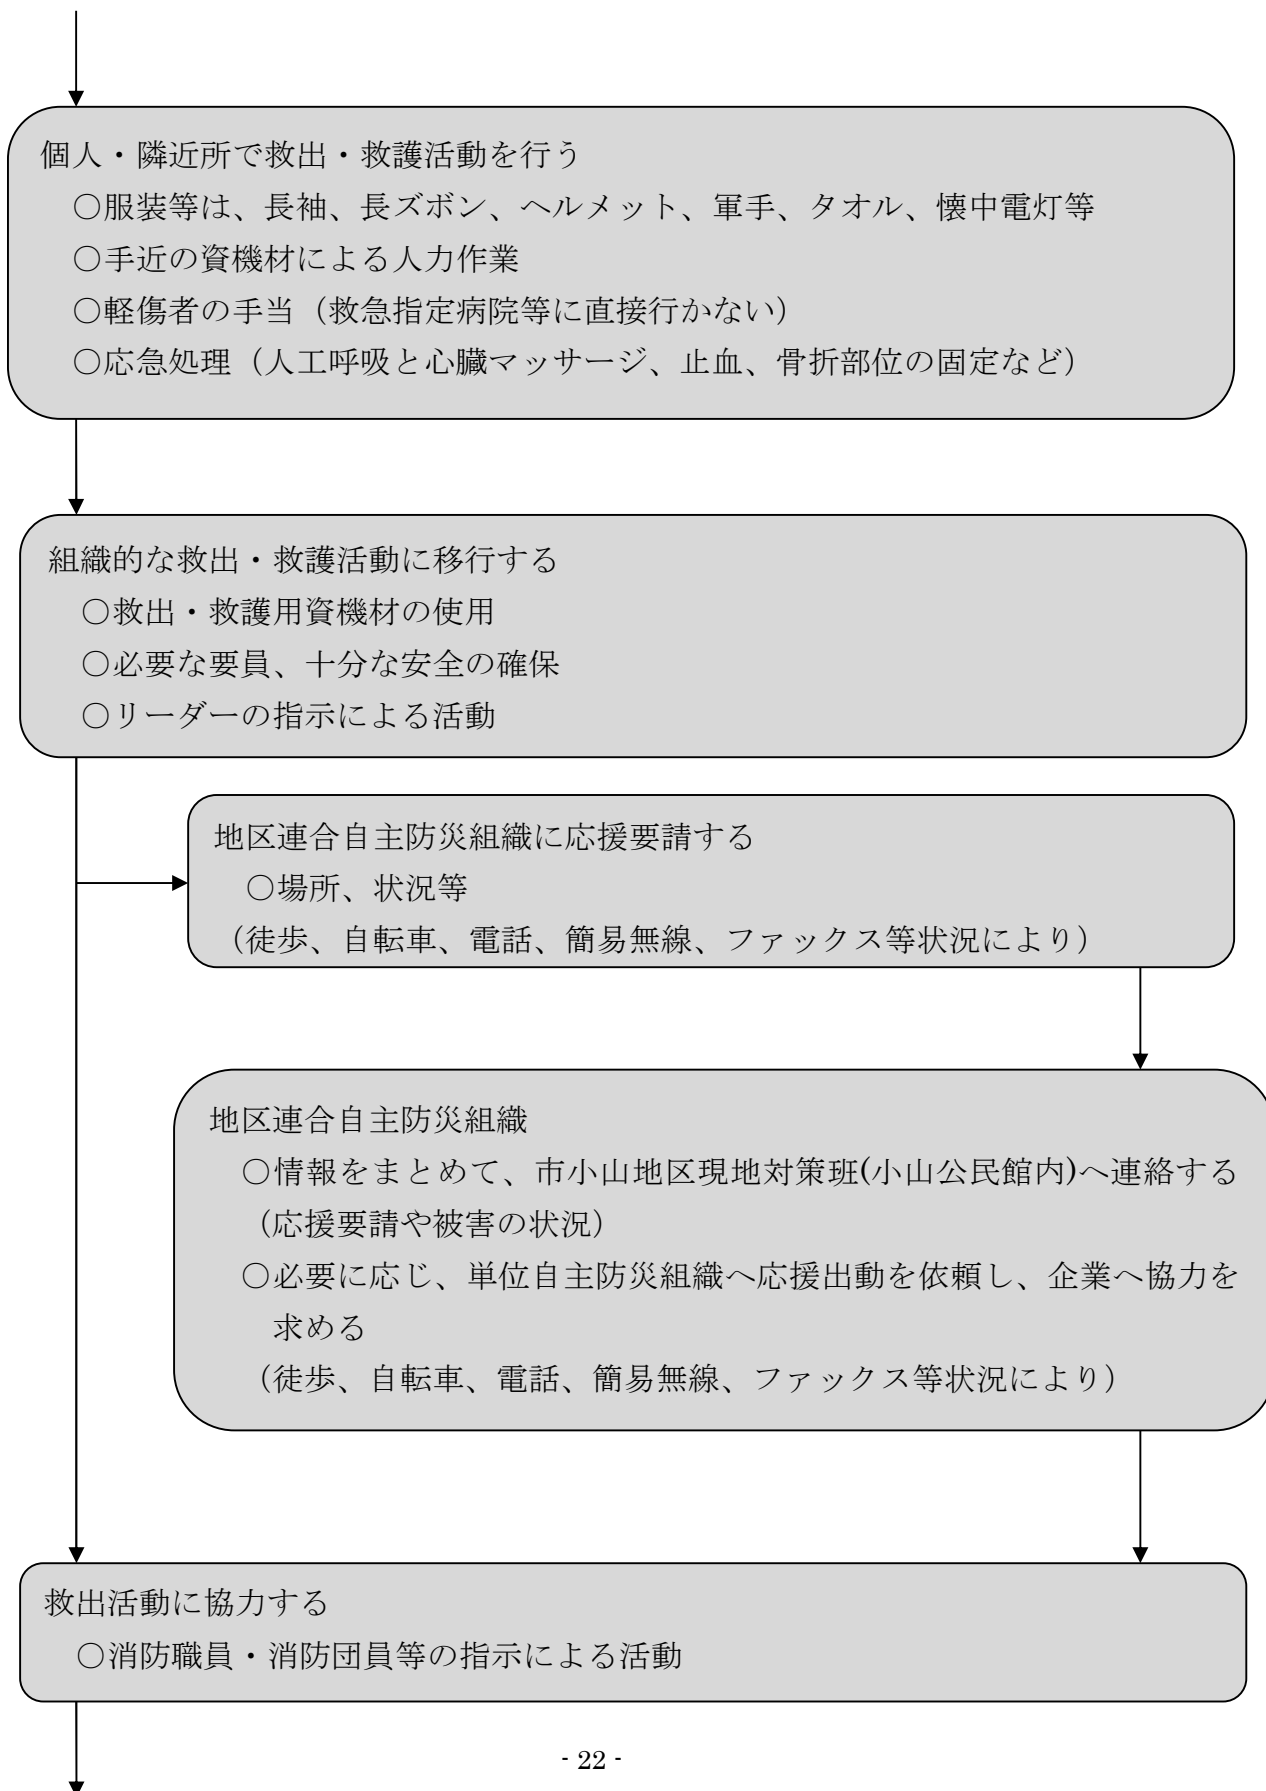 個人・隣近所で救出・救護活動を行う
○服装等は、長袖、長ズボン、ヘルメット、軍手、タオル、懐中電灯等
○手近の資機材による人力作業
○軽傷者の手当（救急指定病院等に直接行かない）
○応急処理（人工呼吸と心臓マッサージ、止血、骨折部位の固定など）
組織的な救出・救護活動に移行する
○救出・救護用資機材の使用
○必要な要員、十分な安全の確保
○リーダーの指示による活動
地区連合自主防災組織に応援要請する
○場所、状況等
（徒歩、自転車、電話、簡易無線、ファックス等状況により）
地区連合自主防災組織
○情報をまとめて、市小山地区現地対策班(小山公民館内)へ連絡する
（応援要請や被害の状況）
○必要に応じ、単位自主防災組織へ応援出動を依頼し、企業へ協力を
求める
（徒歩、自転車、電話、簡易無線、ファックス等状況により）
救出活動に協力する
○消防職員・消防団員等の指示による活動
- 22 -